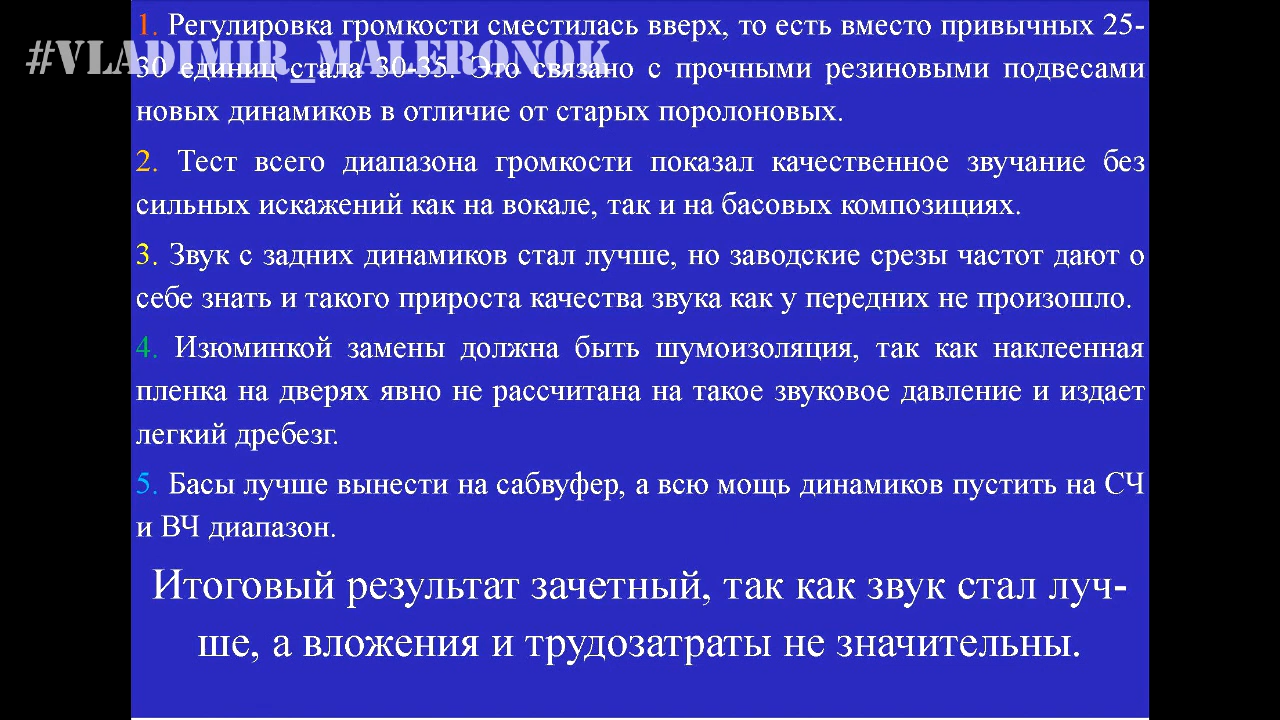 1. Регулировка громкости сместилась вверх, то есть вместо привычных 25-
#VLADIMIR_MALERONOK
30 единиц стала 30-35. Это связано с прочными резиновыми подвесами
новых динамиков в отличие от старых поролоновых.
2. Тест всего диапазона громкости показал качественное звучание без
сильных искажений как на вокале, так и на басовых композициях.
3. Звук с задних динамиков стал лучше, но заводские срезы частот дают о
себе знать и такого прироста качества звука как у передних не произошло.
4. Изюминкой замены должна быть шумоизоляция, так как наклеенная
пленка на дверях явно не рассчитана на такое звуковое давление и издает
легкий дребезг.
5. Басы лучше вынести на сабвуфер, а всю мощь динамиков пустить на СЧ
и ВЧ диапазон.
Итоговый результат зачетный, так как звук стал луч-
ше, а вложения и трудозатраты не значительны.